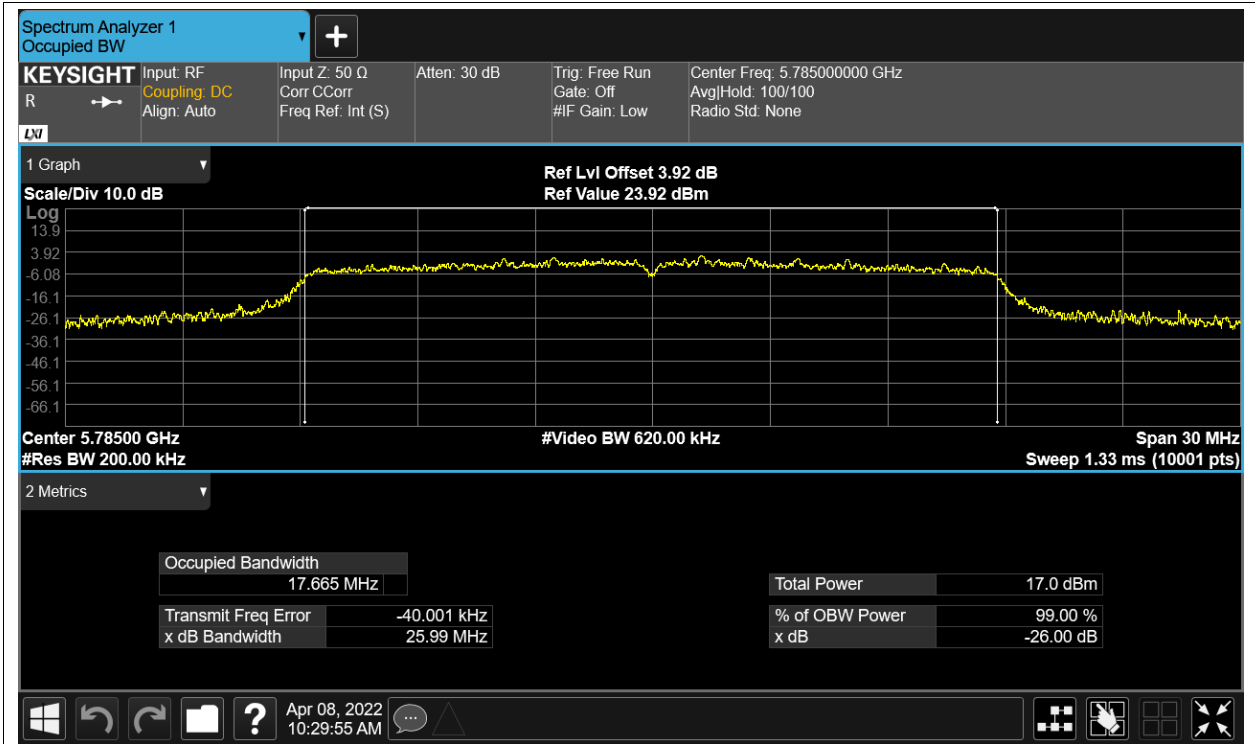 Spectrum Analyzer 1
Occupied BW
KEYSIGHT
R
LXI
Input: RF
Coupling: DC
Align: Auto
Input Z: 50 Ω
Corr CCorr
Freq Ref: Int (S)
Atten: 30 dB
Trig: Free Run
Gate: Off
#IF Gain: Low
Center Freq: 5.785000000 GHz
Avg|Hold: 100/100
Radio Std: None
1 Graph
Scale/Div 10.0 dB
Ref Lvl Offset 3.92 dB
Ref Value 23.92 dBm
Log
13.9
3.92
-6.08
-16.1
-26.1
-36.1
-46.1
-56.1
-66.1
Center 5.78500 GHz
#Res BW 200.00 kHz
#Video BW 620.00 kHz
Span 30 MHz
Sweep 1.33 ms (10001 pts)
2 Metrics
Occupied Bandwidth
17.665 MHz
Transmit Freq Error -40.001 kHz
x dB Bandwidth 25.99 MHz
Total Power 17.0 dBm
% of OBW Power 99.00 %
x dB -26.00 dB
?
Apr 08, 2022
10:29:55 AM